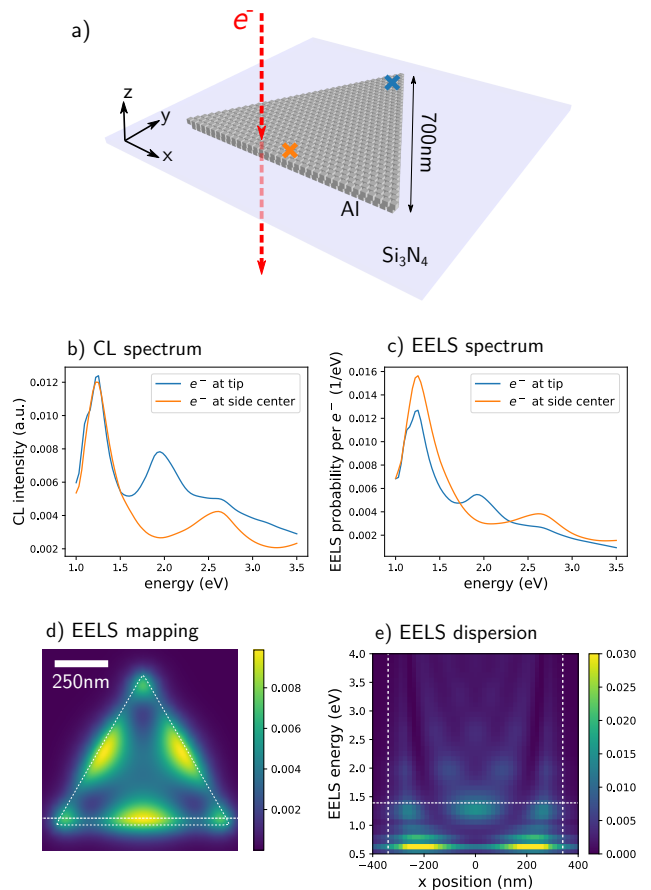 a)
e⁻
z
y
x
700nm
Al
Si₃N₄
b) CL spectrum
CL intensity (a.u.)
0.012
0.010
0.008
0.006
0.004
0.002
e⁻ at tip
e⁻ at side center
1.0 1.5 2.0 2.5 3.0 3.5
energy (eV)
c) EELS spectrum
EELS probability per e⁻ (1/eV)
0.016
0.014
0.012
0.010
0.008
0.006
0.004
0.002
e⁻ at tip
e⁻ at side center
1.0 1.5 2.0 2.5 3.0 3.5
energy (eV)
d) EELS mapping
250nm
0.008
0.006
0.004
0.002
e) EELS dispersion
EELS energy (eV)
4.0
3.5
3.0
2.5
2.0
1.5
1.0
0.5
−400 −200 0 200 400
x position (nm)
0.030
0.025
0.020
0.015
0.010
0.005
0.000